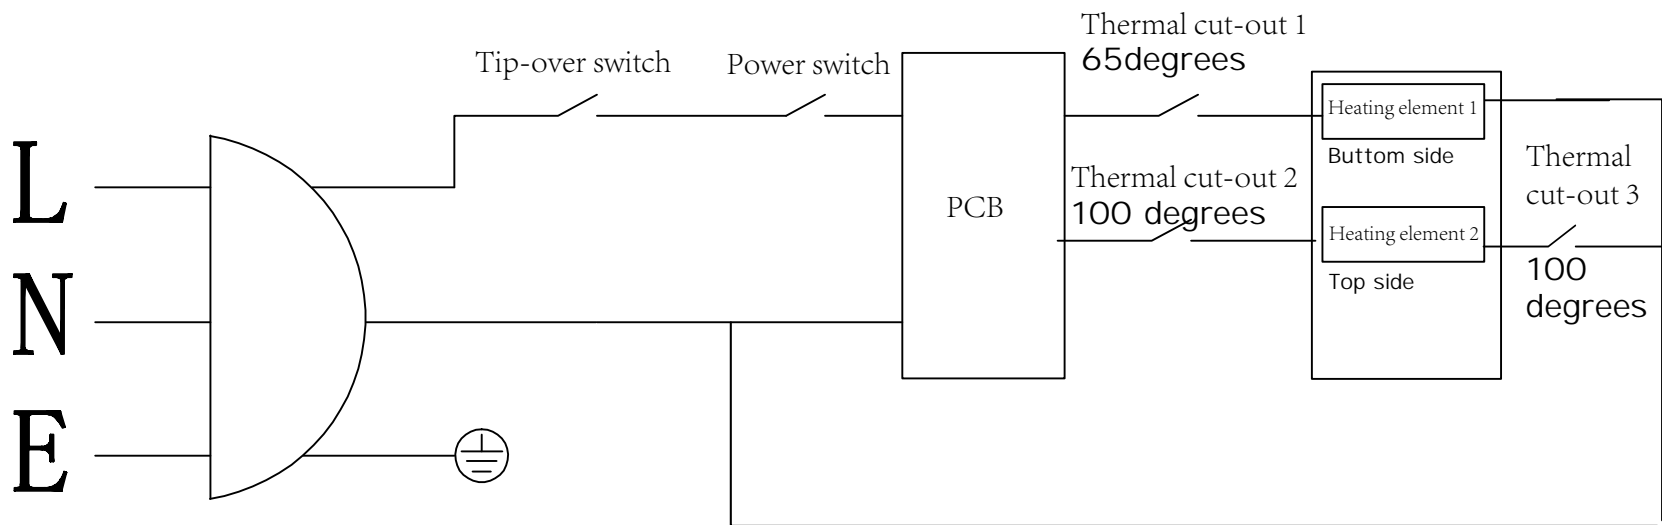 Thermal cut-out 1
65degrees
Tip-over switch
Power switch
Heating element 1
Buttom side
L
Thermal
cut-out 3
Thermal cut-out 2
100 degrees
PCB
Heating element 2
Top side
100
degrees
N
E